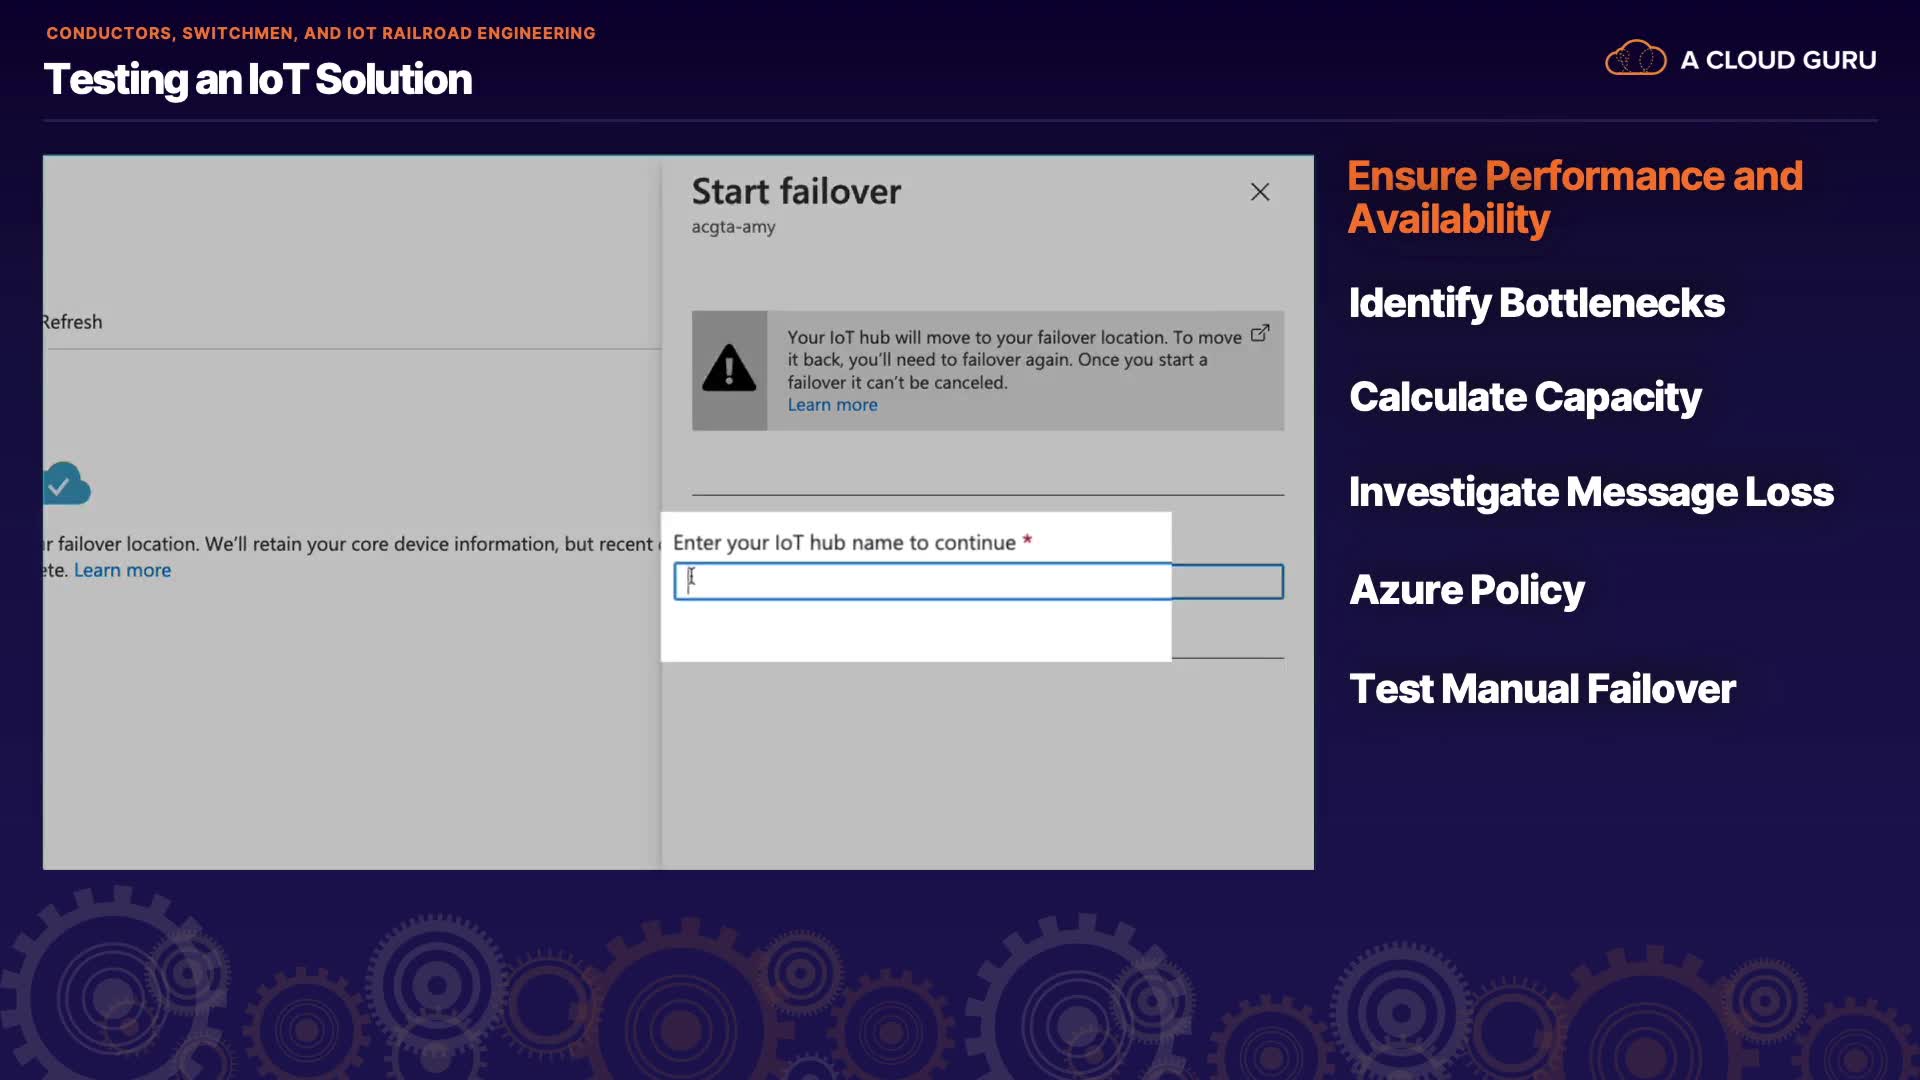 CONDUCTORS, SWITCHMEN, AND IOT RAILROAD ENGINEERING
Testing an IoT Solution
A CLOUD GURU
Refresh
r failover location. We'll retain your core device information, but recent
ete. Learn more
Start failover
acgta-amy
Your IoT hub will move to your failover location. To move
it back, you'll need to failover again. Once you start a
failover it can't be canceled.
Learn more
Enter your IoT hub name to continue *
Ensure Performance and
Availability
Identify Bottlenecks
Calculate Capacity
Investigate Message Loss
Azure Policy
Test Manual Failover